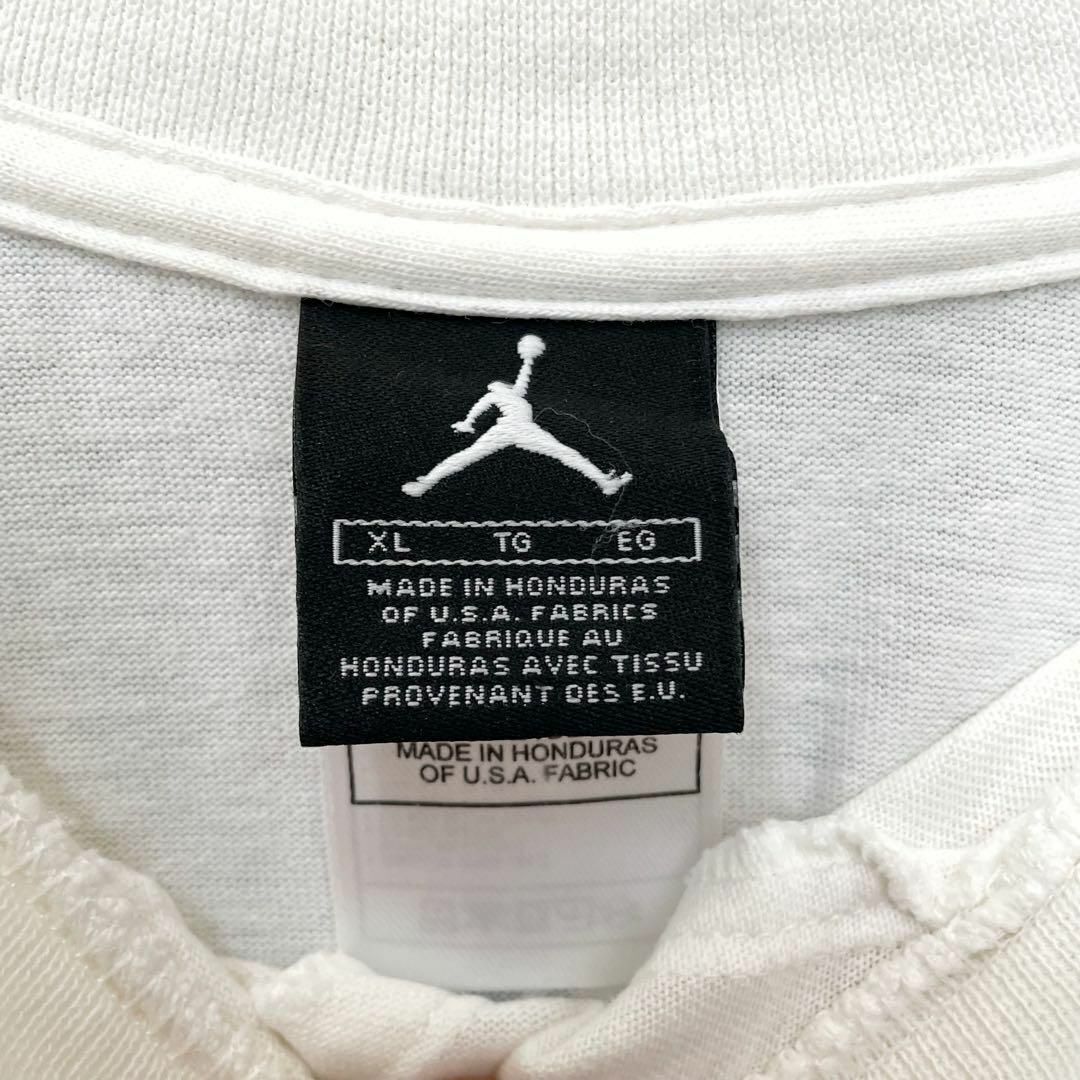 XL TG EG
MADE IN HONDURAS
OF U.S.A. FABRICS
FABRIQUE AU
HONDURAS AVEC TISSU
PROVENANT DES E.U.
MADE IN HONDURAS
OF U.S.A. FABRIC